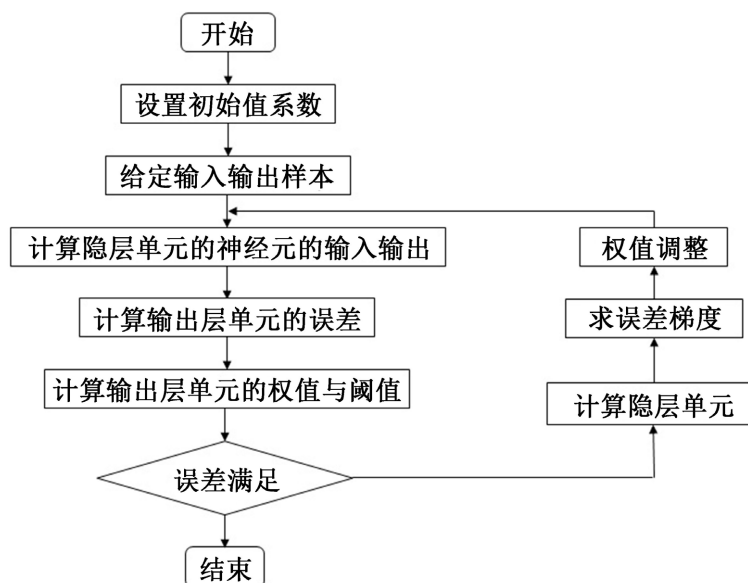 开始
设置初始值系数
给定输入输出样本
计算隐层单元的神经元的输入输出
计算输出层单元的误差
计算输出层单元的权值与阈值
误差满足
结束
权值调整
求误差梯度
计算隐层单元